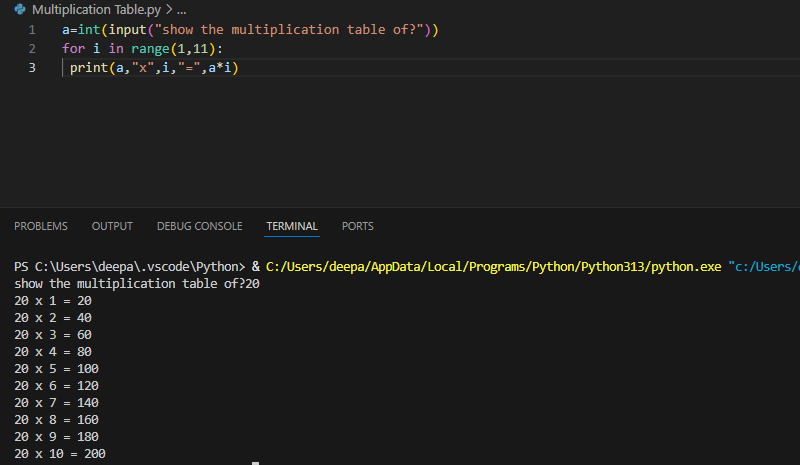 Multiplication Table.py > ...
1 a=int(input("show the multiplication table of?"))
2 for i in range(1,11):
3 print(a,"x",i,"=",a*i)
PROBLEMS OUTPUT DEBUG CONSOLE TERMINAL PORTS
PS C:\Users\deepa\.vscode\Python> & C:/Users/deepa/AppData/Local/Programs/Python/Python313/python.exe "c:/Users/
show the multiplication table of?20
20 x 1 = 20
20 x 2 = 40
20 x 3 = 60
20 x 4 = 80
20 x 5 = 100
20 x 6 = 120
20 x 7 = 140
20 x 8 = 160
20 x 9 = 180
20 x 10 = 200